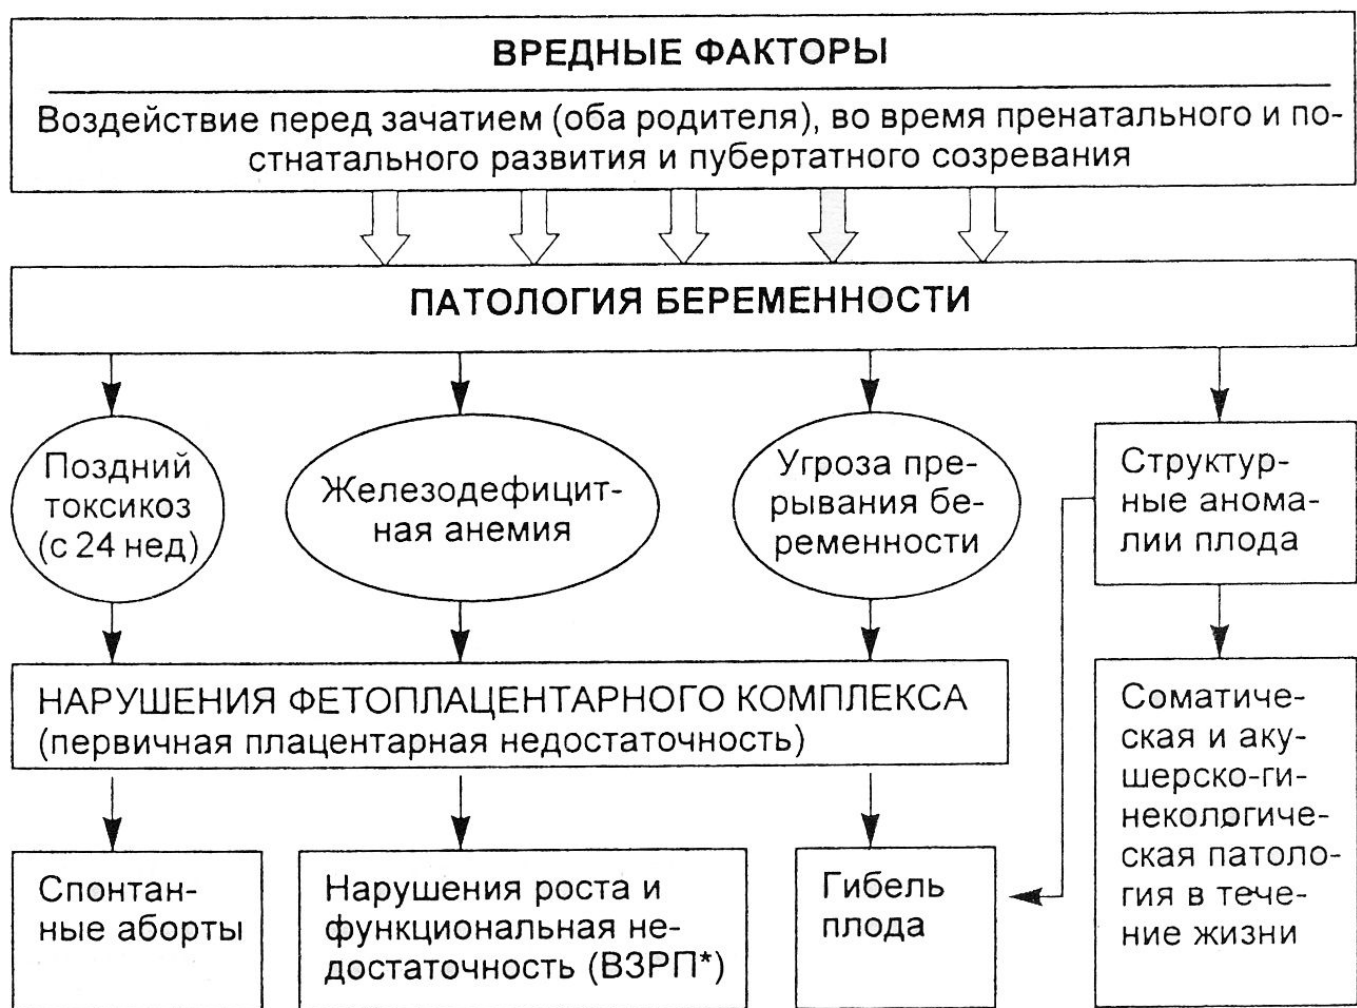 ВРЕДНЫЕ ФАКТОРЫ
Воздействие перед зачатием (оба родителя), во время пренатального и по-
стнатального развития и пубертатного созревания
ПАТОЛОГИЯ БЕРЕМЕННОСТИ
Поздний
токсикоз
(с 24 нед)
Железодефицит-
ная анемия
Угроза пре-
рывания бе-
ременности
Структур-
ные анома-
лии плода
НАРУШЕНИЯ ФЕТОПЛАЦЕНТАРНОГО КОМПЛЕКСА
(первичная плацентарная недостаточность)
Соматиче-
ская и аку-
шерско-ги-
некологиче-
ская патоло-
гия в тече-
ние жизни
Спонтан-
ные аборты
Нарушения роста и
функциональная не-
достаточность (ВЗРП*)
Гибель
плода